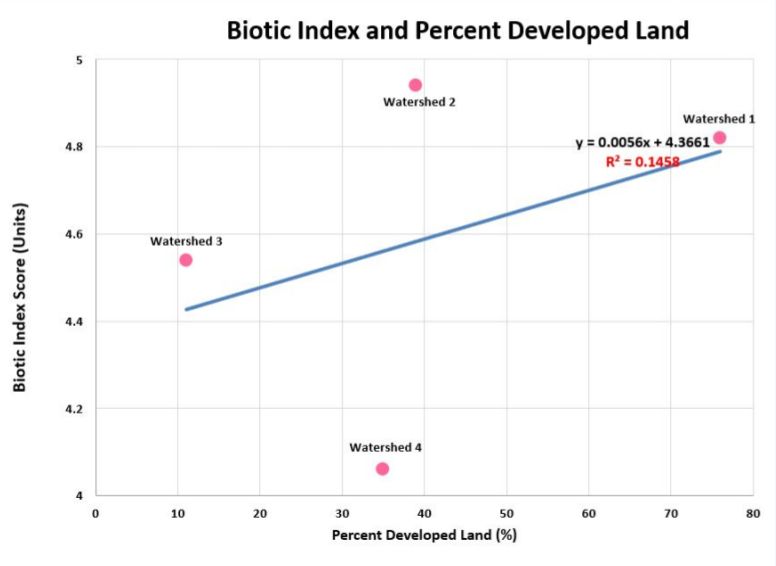 Biotic Index and Percent Developed Land
5
Watershed 2
Watershed 1
y = 0.0056x + 4.3661
4.8
R² = 0.1458
Watershed 3
4.6
Biotic Index Score (Units)
4.4
4.2
Watershed 4
4
0 10 20 30 40 50 60 70 80
Percent Developed Land (%)